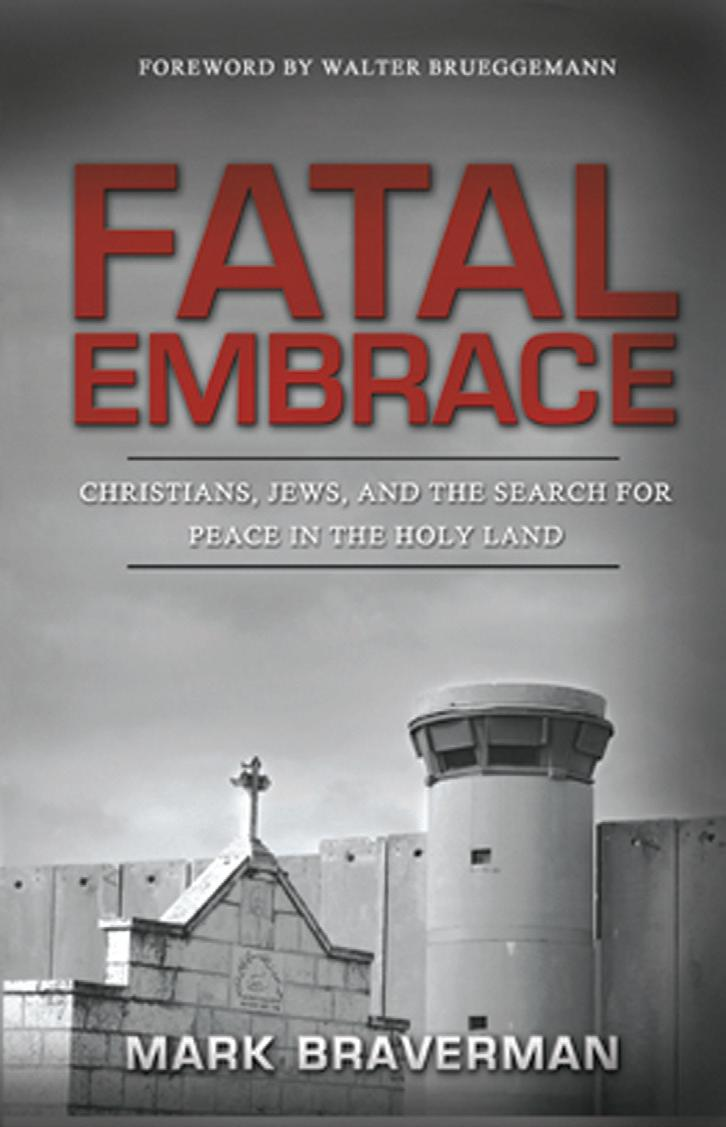 FOREWORD BY WALTER BRUEGGEMANN
FATAL
EMBRACE
CHRISTIANS, JEWS, AND THE SEARCH FOR
PEACE IN THE HOLY LAND
MARK BRAVERMAN